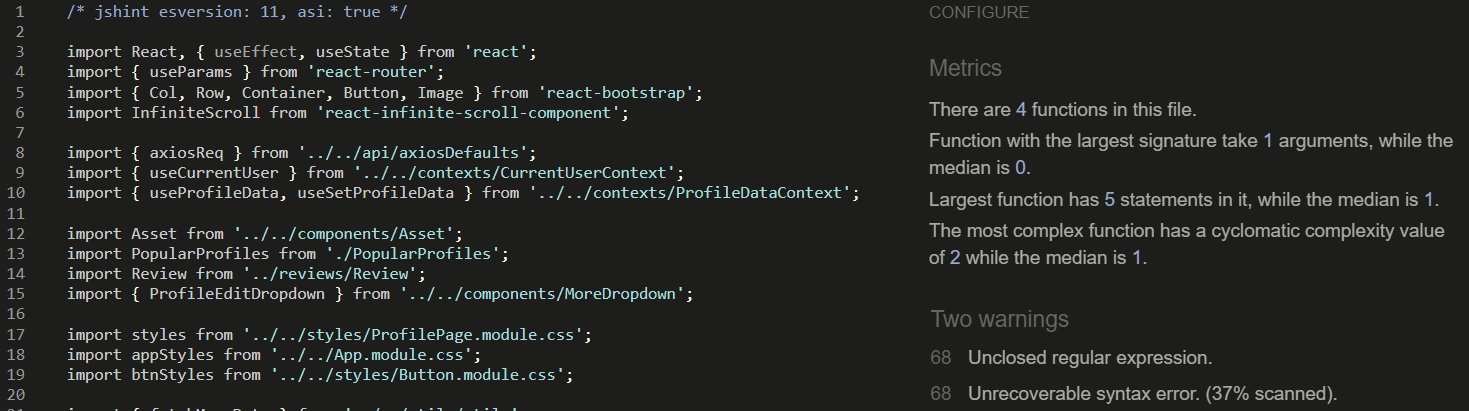 1 /* jshint esversion: 11, asi: true */
2
3 import React, { useEffect, useState } from 'react';
4 import { useParams } from 'react-router';
5 import { Col, Row, Container, Button, Image } from 'react-bootstrap';
6 import InfiniteScroll from 'react-infinite-scroll-component';
7
8 import { axiosReq } from '../../api/axiosDefaults';
9 import { useCurrentUser } from '../../contexts/CurrentUserContext';
10 import { useProfileData, useSetProfileData } from '../../contexts/ProfileDataContext';
11
12 import Asset from '../../components/Asset';
13 import PopularProfiles from './PopularProfiles';
14 import Review from '../reviews/Review';
15 import { ProfileEditDropdown } from '../../components/MoreDropdown';
16
17 import styles from '../../styles/ProfilePage.module.css';
18 import appStyles from '../../App.module.css';
19 import btnStyles from '../../styles/Button.module.css';
20
CONFIGURE
Metrics
There are 4 functions in this file.
Function with the largest signature take 1 arguments, while the
median is 0.
Largest function has 5 statements in it, while the median is 1.
The most complex function has a cyclomatic complexity value
of 2 while the median is 1.
Two warnings
68 Unclosed regular expression.
68 Unrecoverable syntax error. (37% scanned).